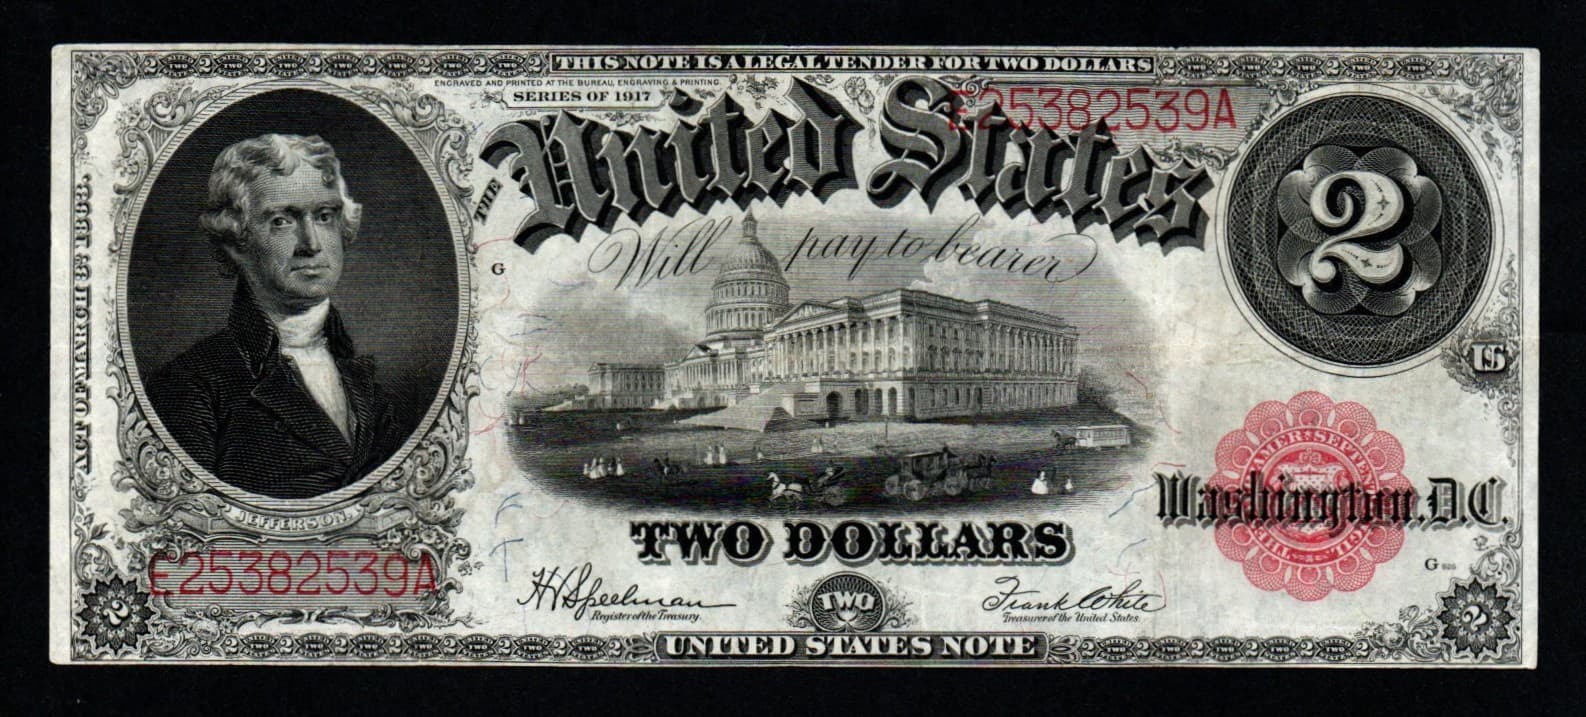 THIS NOTE IS A LEGAL TENDER FOR TWO DOLLARS
ENGRAVED AND PRINTED AT THE BUREAU, ENGRAVING & PRINTING.
SERIES OF 1917
E25382539A
THE United States
2
Will pay to bearer
G
ACT OF MARCH 3D. 1863.
US
JEFFERSON.
TWO DOLLARS
Washington, D.C.
E25382539A
G
H V Speelman
Register of the Treasury.
TWO
Frank White
Treasurer of the United States.
2
2
UNITED STATES NOTE